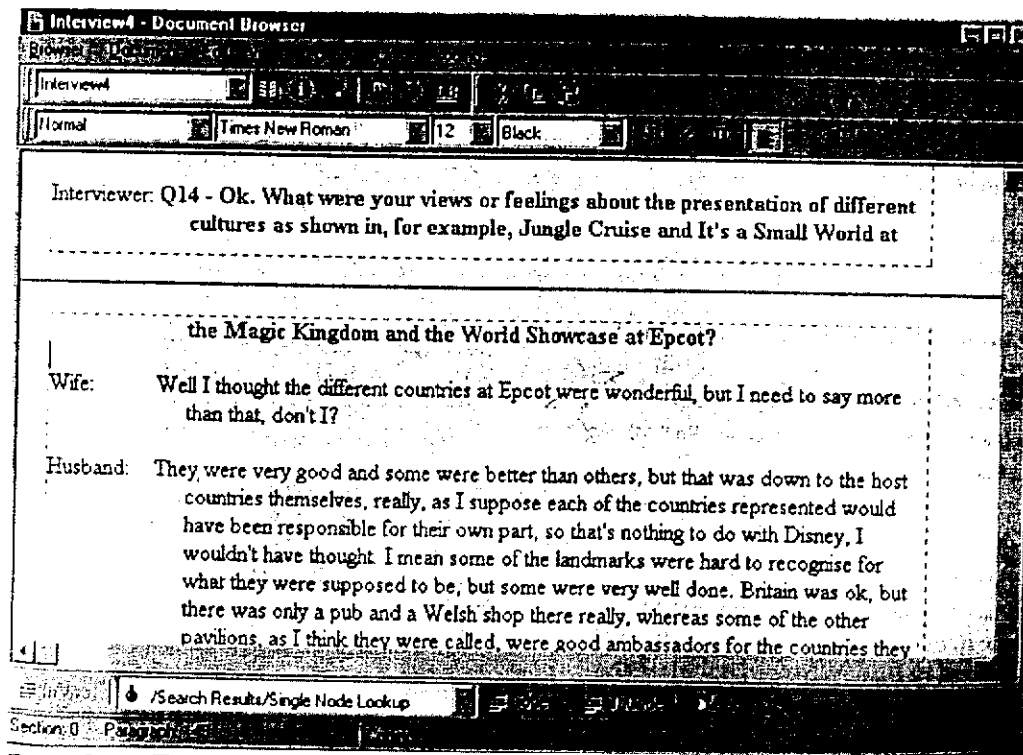 Interview4 - Document Browser
Browser Document
Interview4
Normal Times New Roman 12 Black
Interviewer: Q14 - Ok. What were your views or feelings about the presentation of different
cultures as shown in, for example, Jungle Cruise and It's a Small World at
the Magic Kingdom and the World Showcase at Epcot?
Wife: Well I thought the different countries at Epcot were wonderful, but I need to say more
than that, don't I?
Husband: They were very good and some were better than others, but that was down to the host
countries themselves, really, as I suppose each of the countries represented would
have been responsible for their own part, so that's nothing to do with Disney, I
wouldn't have thought. I mean some of the landmarks were hard to recognise for
what they were supposed to be, but some were very well done. Britain was ok, but
there was only a pub and a Welsh shop there really, whereas some of the other
pavilions, as I think they were called, were good ambassadors for the countries they
/Search Results/Single Node Lookup
Section: 0 Paragraph